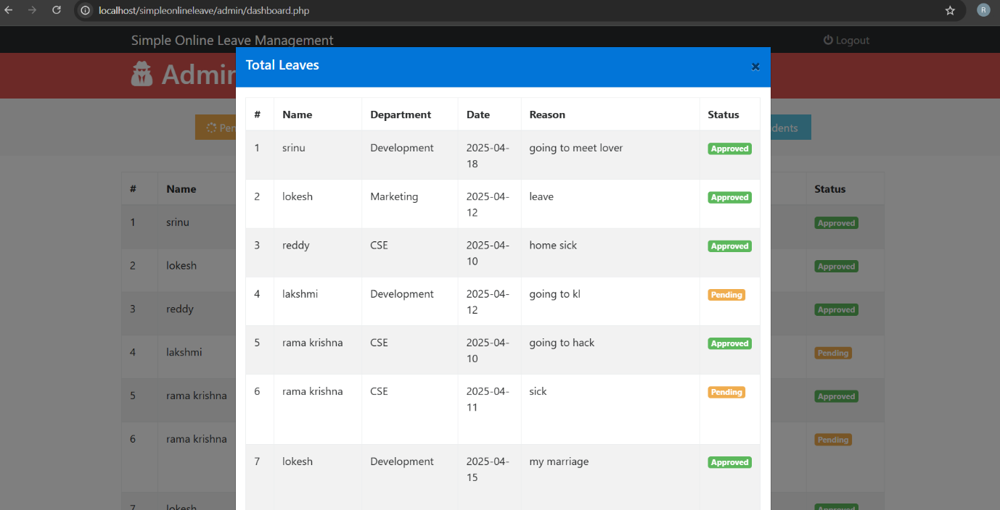 localhost/simpleonlineleave/admin/dashboard.php
R
Simple Online Leave Management
Logout
Total Leaves
×
Admin
Pen
dents
# Name Department Date Reason Status
1 srinu Development 2025-04-
18 going to meet lover Approved
2 lokesh Marketing 2025-04-
12 leave Approved
3 reddy CSE 2025-04-
10 home sick Approved
4 lakshmi Development 2025-04-
12 going to kl Pending
5 rama krishna CSE 2025-04-
10 going to hack Approved
6 rama krishna CSE 2025-04-
11 sick Pending
7 lokesh Development 2025-04-
15 my marriage Approved
# Name Status
1 srinu Approved
2 lokesh Approved
3 reddy Approved
4 lakshmi Pending
5 rama krishna Approved
6 rama krishna Pending
7 lokesh Approved